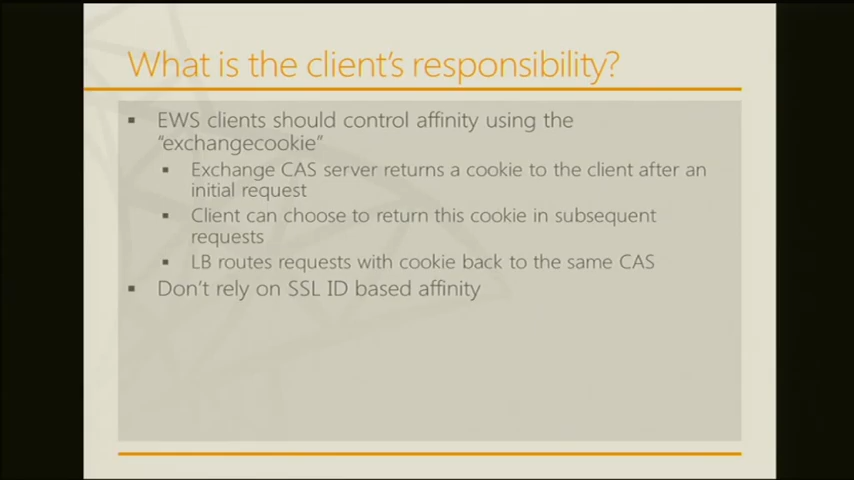 What is the client's responsibility?
▪ EWS clients should control affinity using the
"exchangecookie"
▪ Exchange CAS server returns a cookie to the client after an
initial request
▪ Client can choose to return this cookie in subsequent
requests
▪ LB routes requests with cookie back to the same CAS
▪ Don't rely on SSL ID based affinity